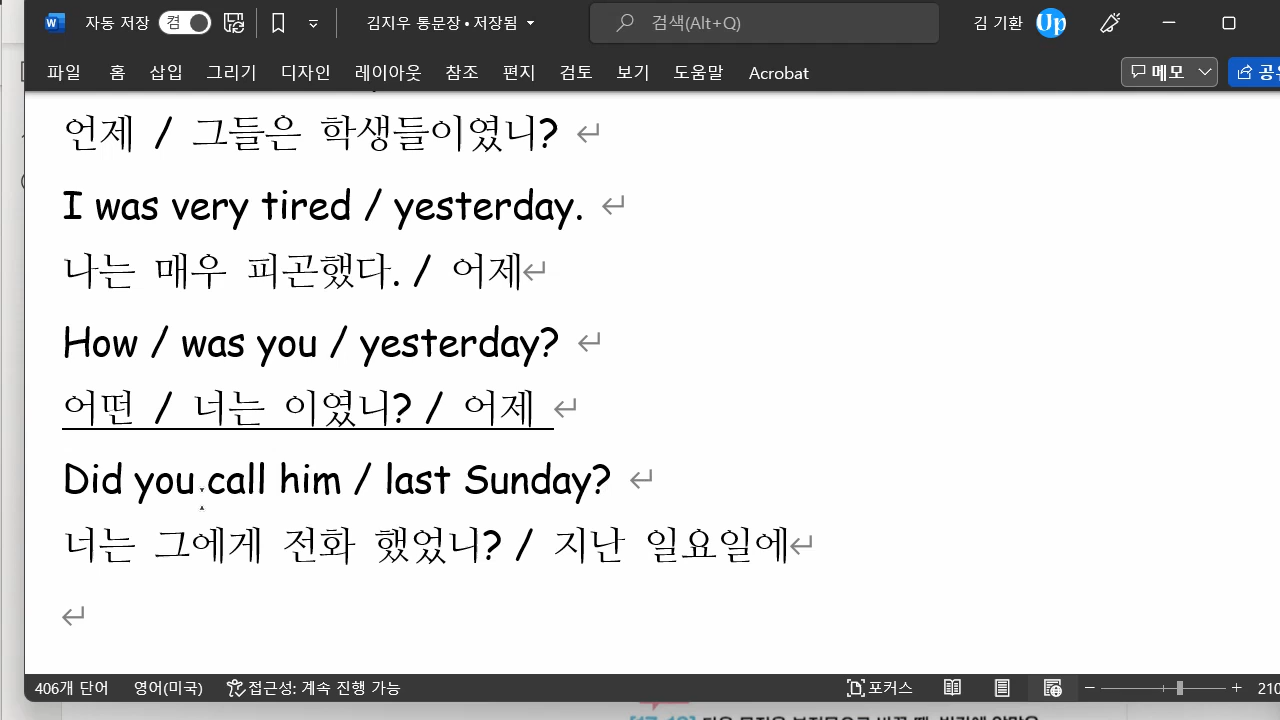 자동 저장 켬 김지우 통문장 • 저장됨 검색(Alt+Q) 김 기환 Up
파일 홈 삽입 그리기 디자인 레이아웃 참조 편지 검토 보기 도움말 Acrobat 메모
언제 / 그들은 학생들이였니?
I was very tired / yesterday.
나는 매우 피곤했다. / 어제
How / was you / yesterday?
어떤 / 너는 이였니? / 어제
Did you call him / last Sunday?
너는 그에게 전화 했었니? / 지난 일요일에
406개 단어 영어(미국) 접근성: 계속 진행 가능 포커스 210